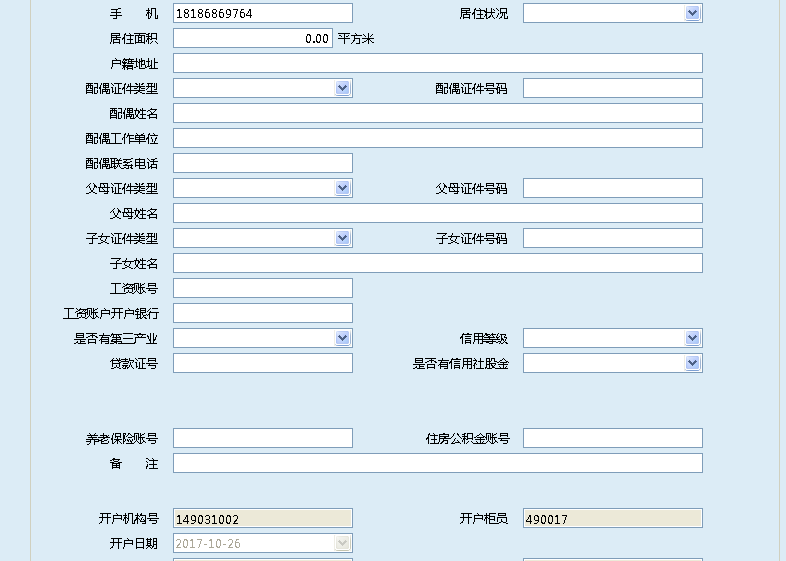 手 机 18186869764 居住状况
居住面积 0.00 平方米
户籍地址
配偶证件类型 配偶证件号码
配偶姓名
配偶工作单位
配偶联系电话
父母证件类型 父母证件号码
父母姓名
子女证件类型 子女证件号码
子女姓名
工资账号
工资账户开户银行
是否有第三产业 信用等级
贷款证号 是否有信用社股金
养老保险账号 住房公积金账号
备 注
开户机构号 149031002 开户柜员 490017
开户日期 2017-10-26